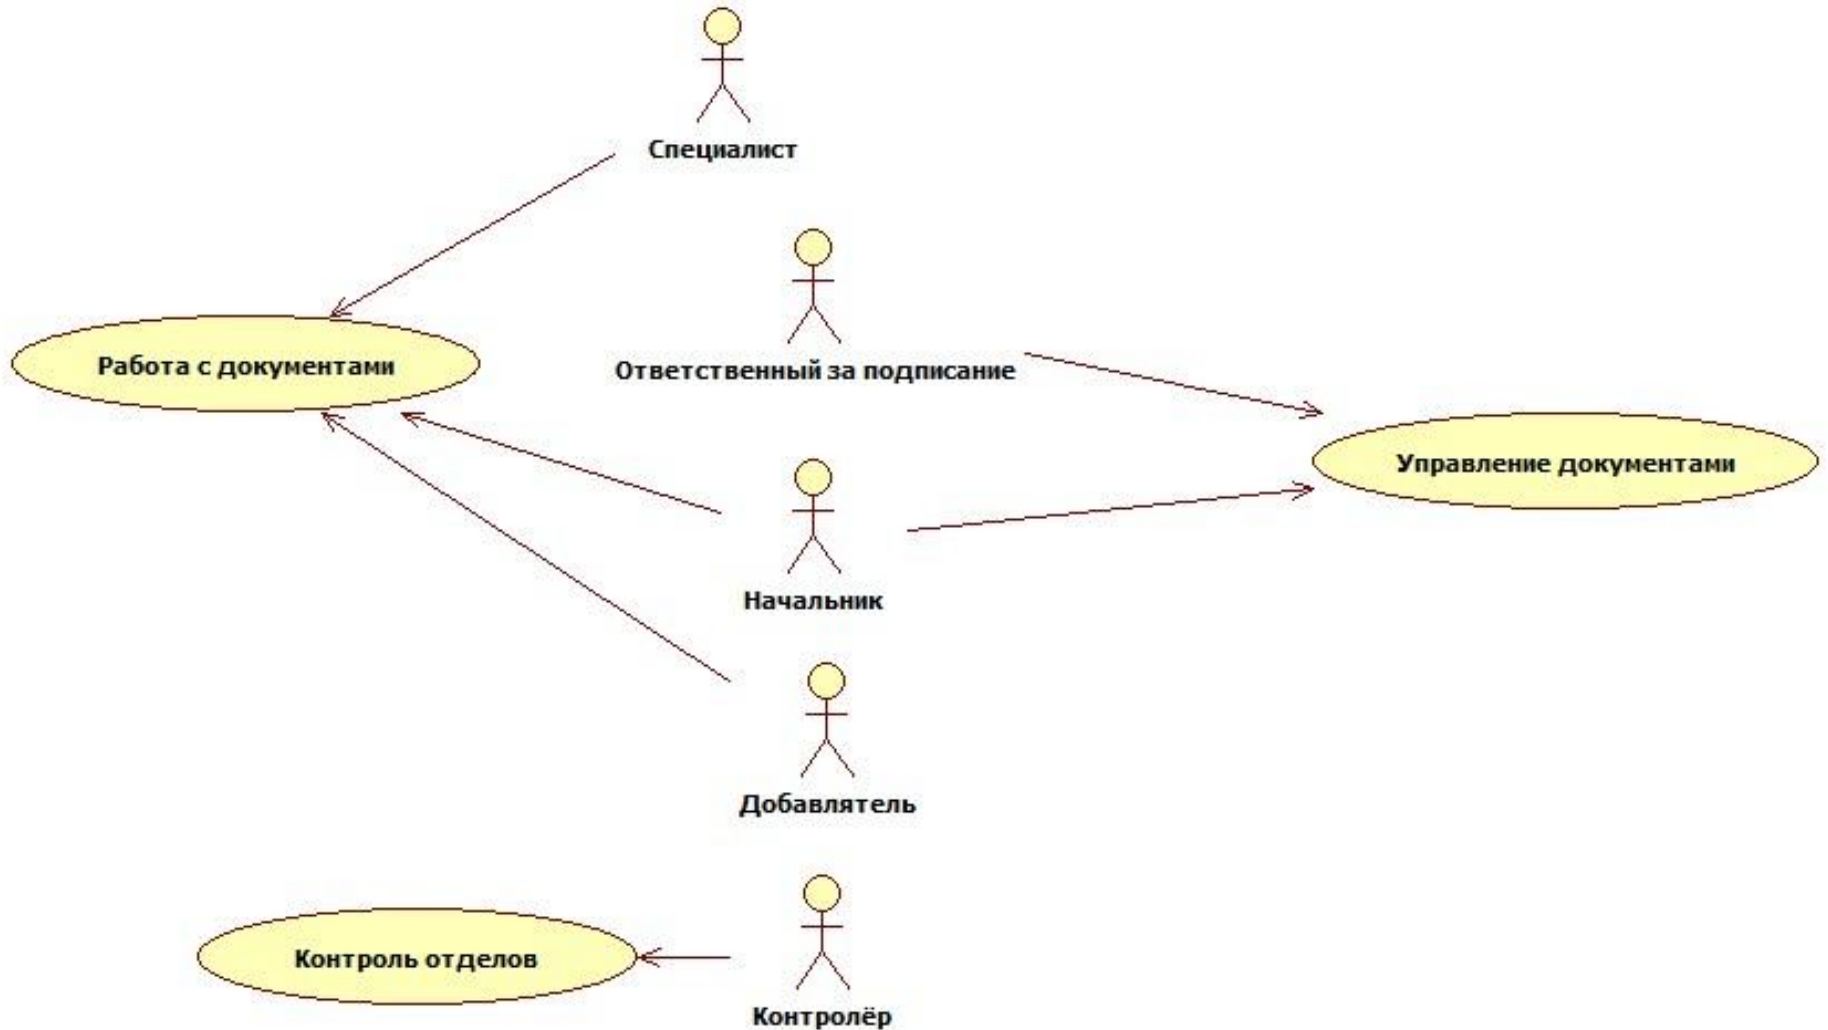 Специалист
Работа с документами
Ответственный за подписание
Управление документами
Начальник
Добавлятель
Контроль отделов
Контролёр